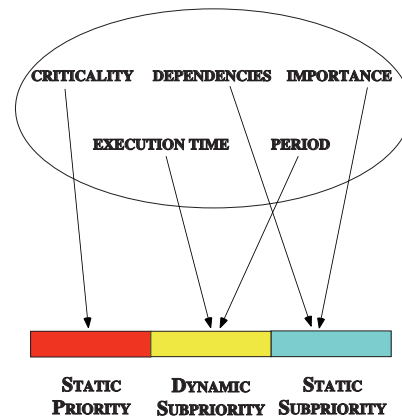 CRITICALITY DEPENDENCIES IMPORTANCE
EXECUTION TIME PERIOD
STATIC DYNAMIC STATIC
PRIORITY SUBPRIORITY SUBPRIORITY